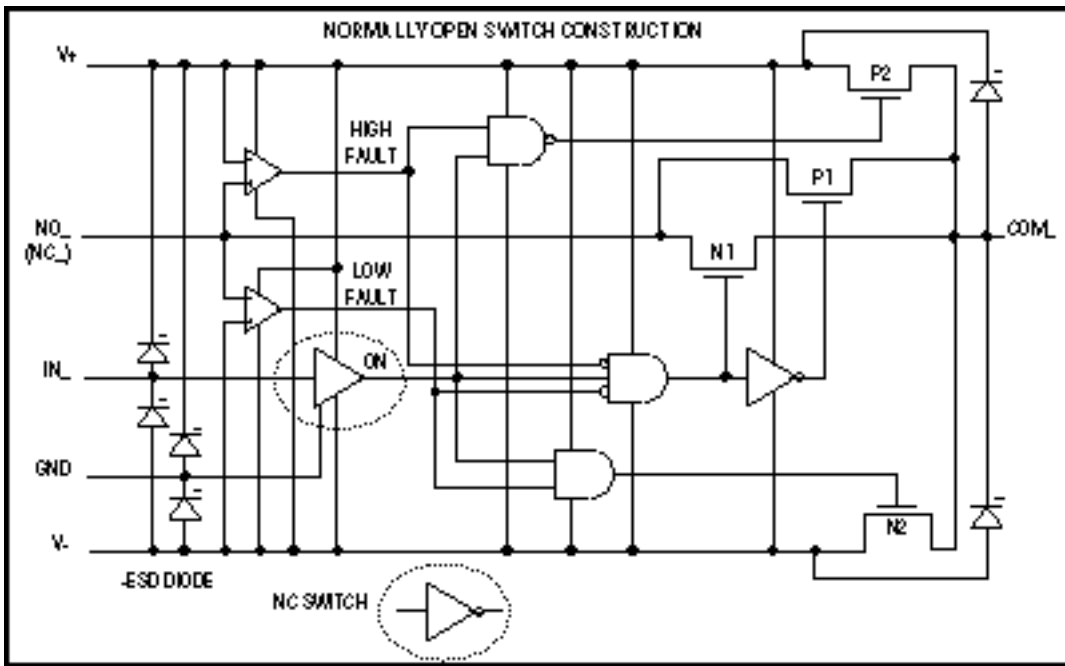 NORMALLY OPEN SWITCH CONSTRUCTION
V+
P2
HIGH
FAULT
P1
NO_
(NC_)
COM_
N1
LOW
FAULT
IN_
ON
GND
N2
V-
-ESD DIODE
NC SWITCH